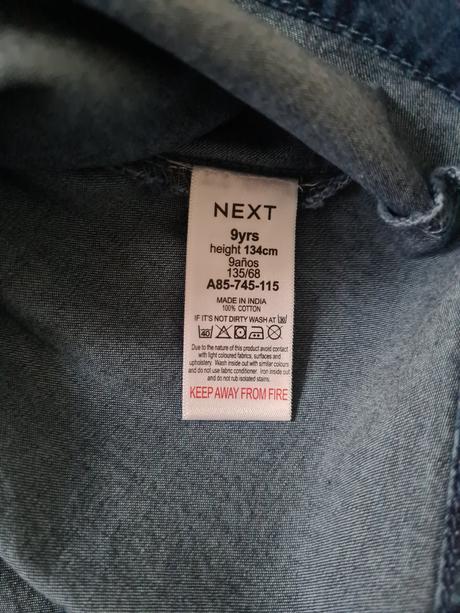 NEXT
9yrs
height 134cm
9años
135/68
A85-745-115
MADE IN INDIA
100% COTTON
IF IT'S NOT DIRTY WASH AT 30
40
Due to the nature of this product avoid contact
with light coloured fabrics, surfaces and
upholstery. Wash inside out with similar colours
and do not use fabric conditioner. Iron inside out
and do not rub isolated stains.
KEEP AWAY FROM FIRE